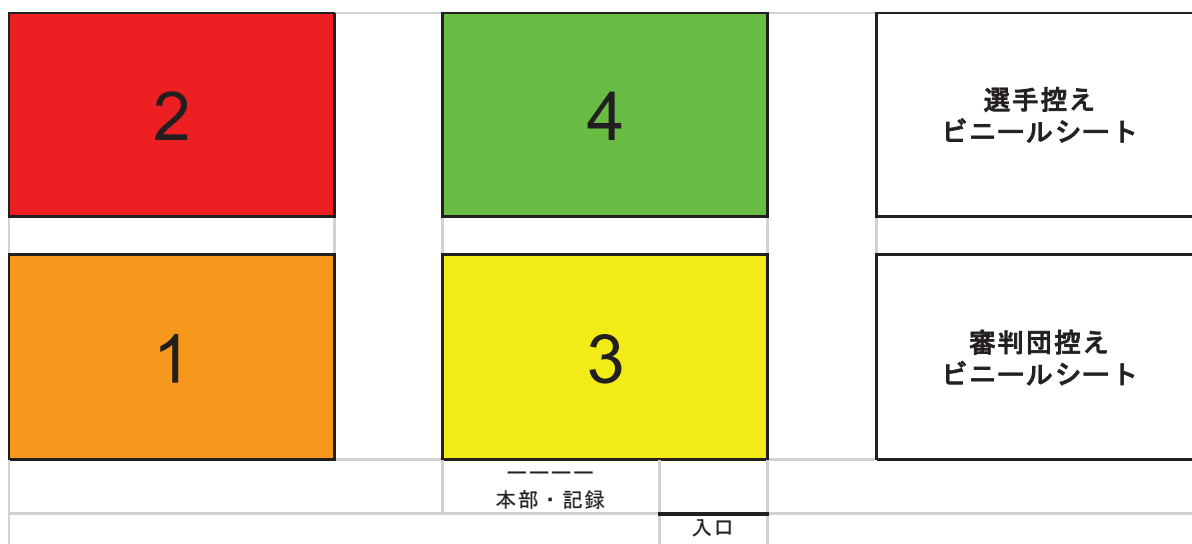 2
4
選手控え
ビニールシート
1
3
審判団控え
ビニールシート
ーーーー
本部・記録
入口